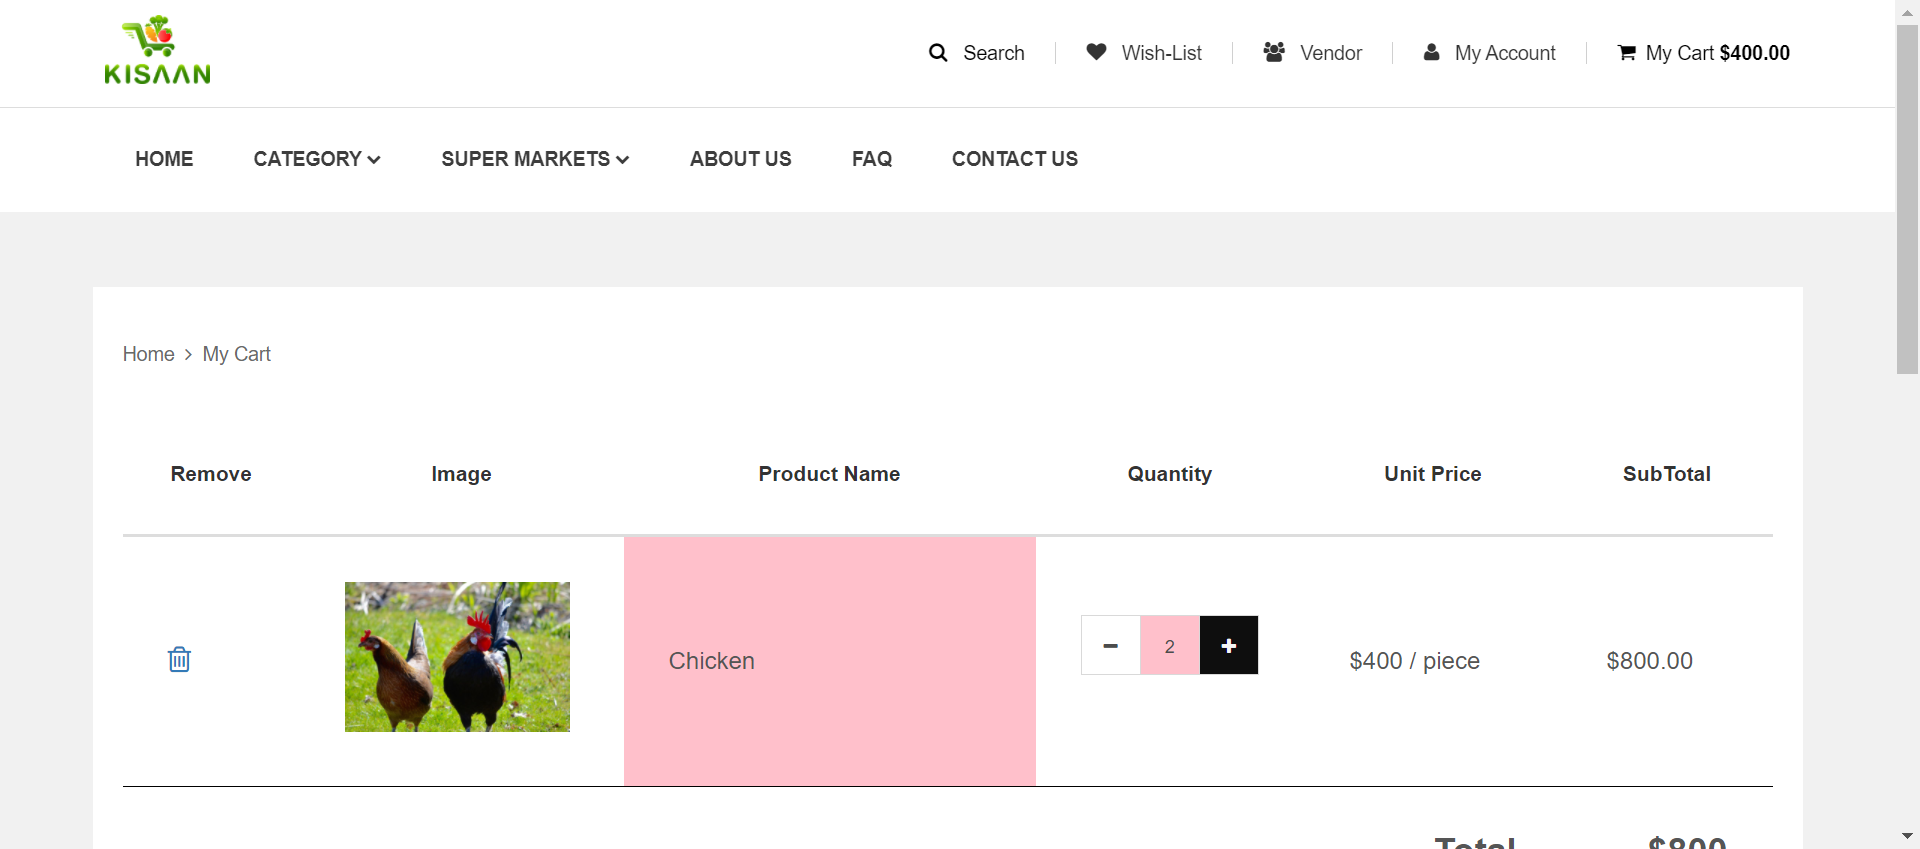 KISAAN
Search Wish-List Vendor My Account My Cart $400.00
HOME CATEGORY SUPER MARKETS ABOUT US FAQ CONTACT US
Home > My Cart
Remove Image Product Name Quantity Unit Price SubTotal
Chicken − 2 + $400 / piece $800.00
Total $800